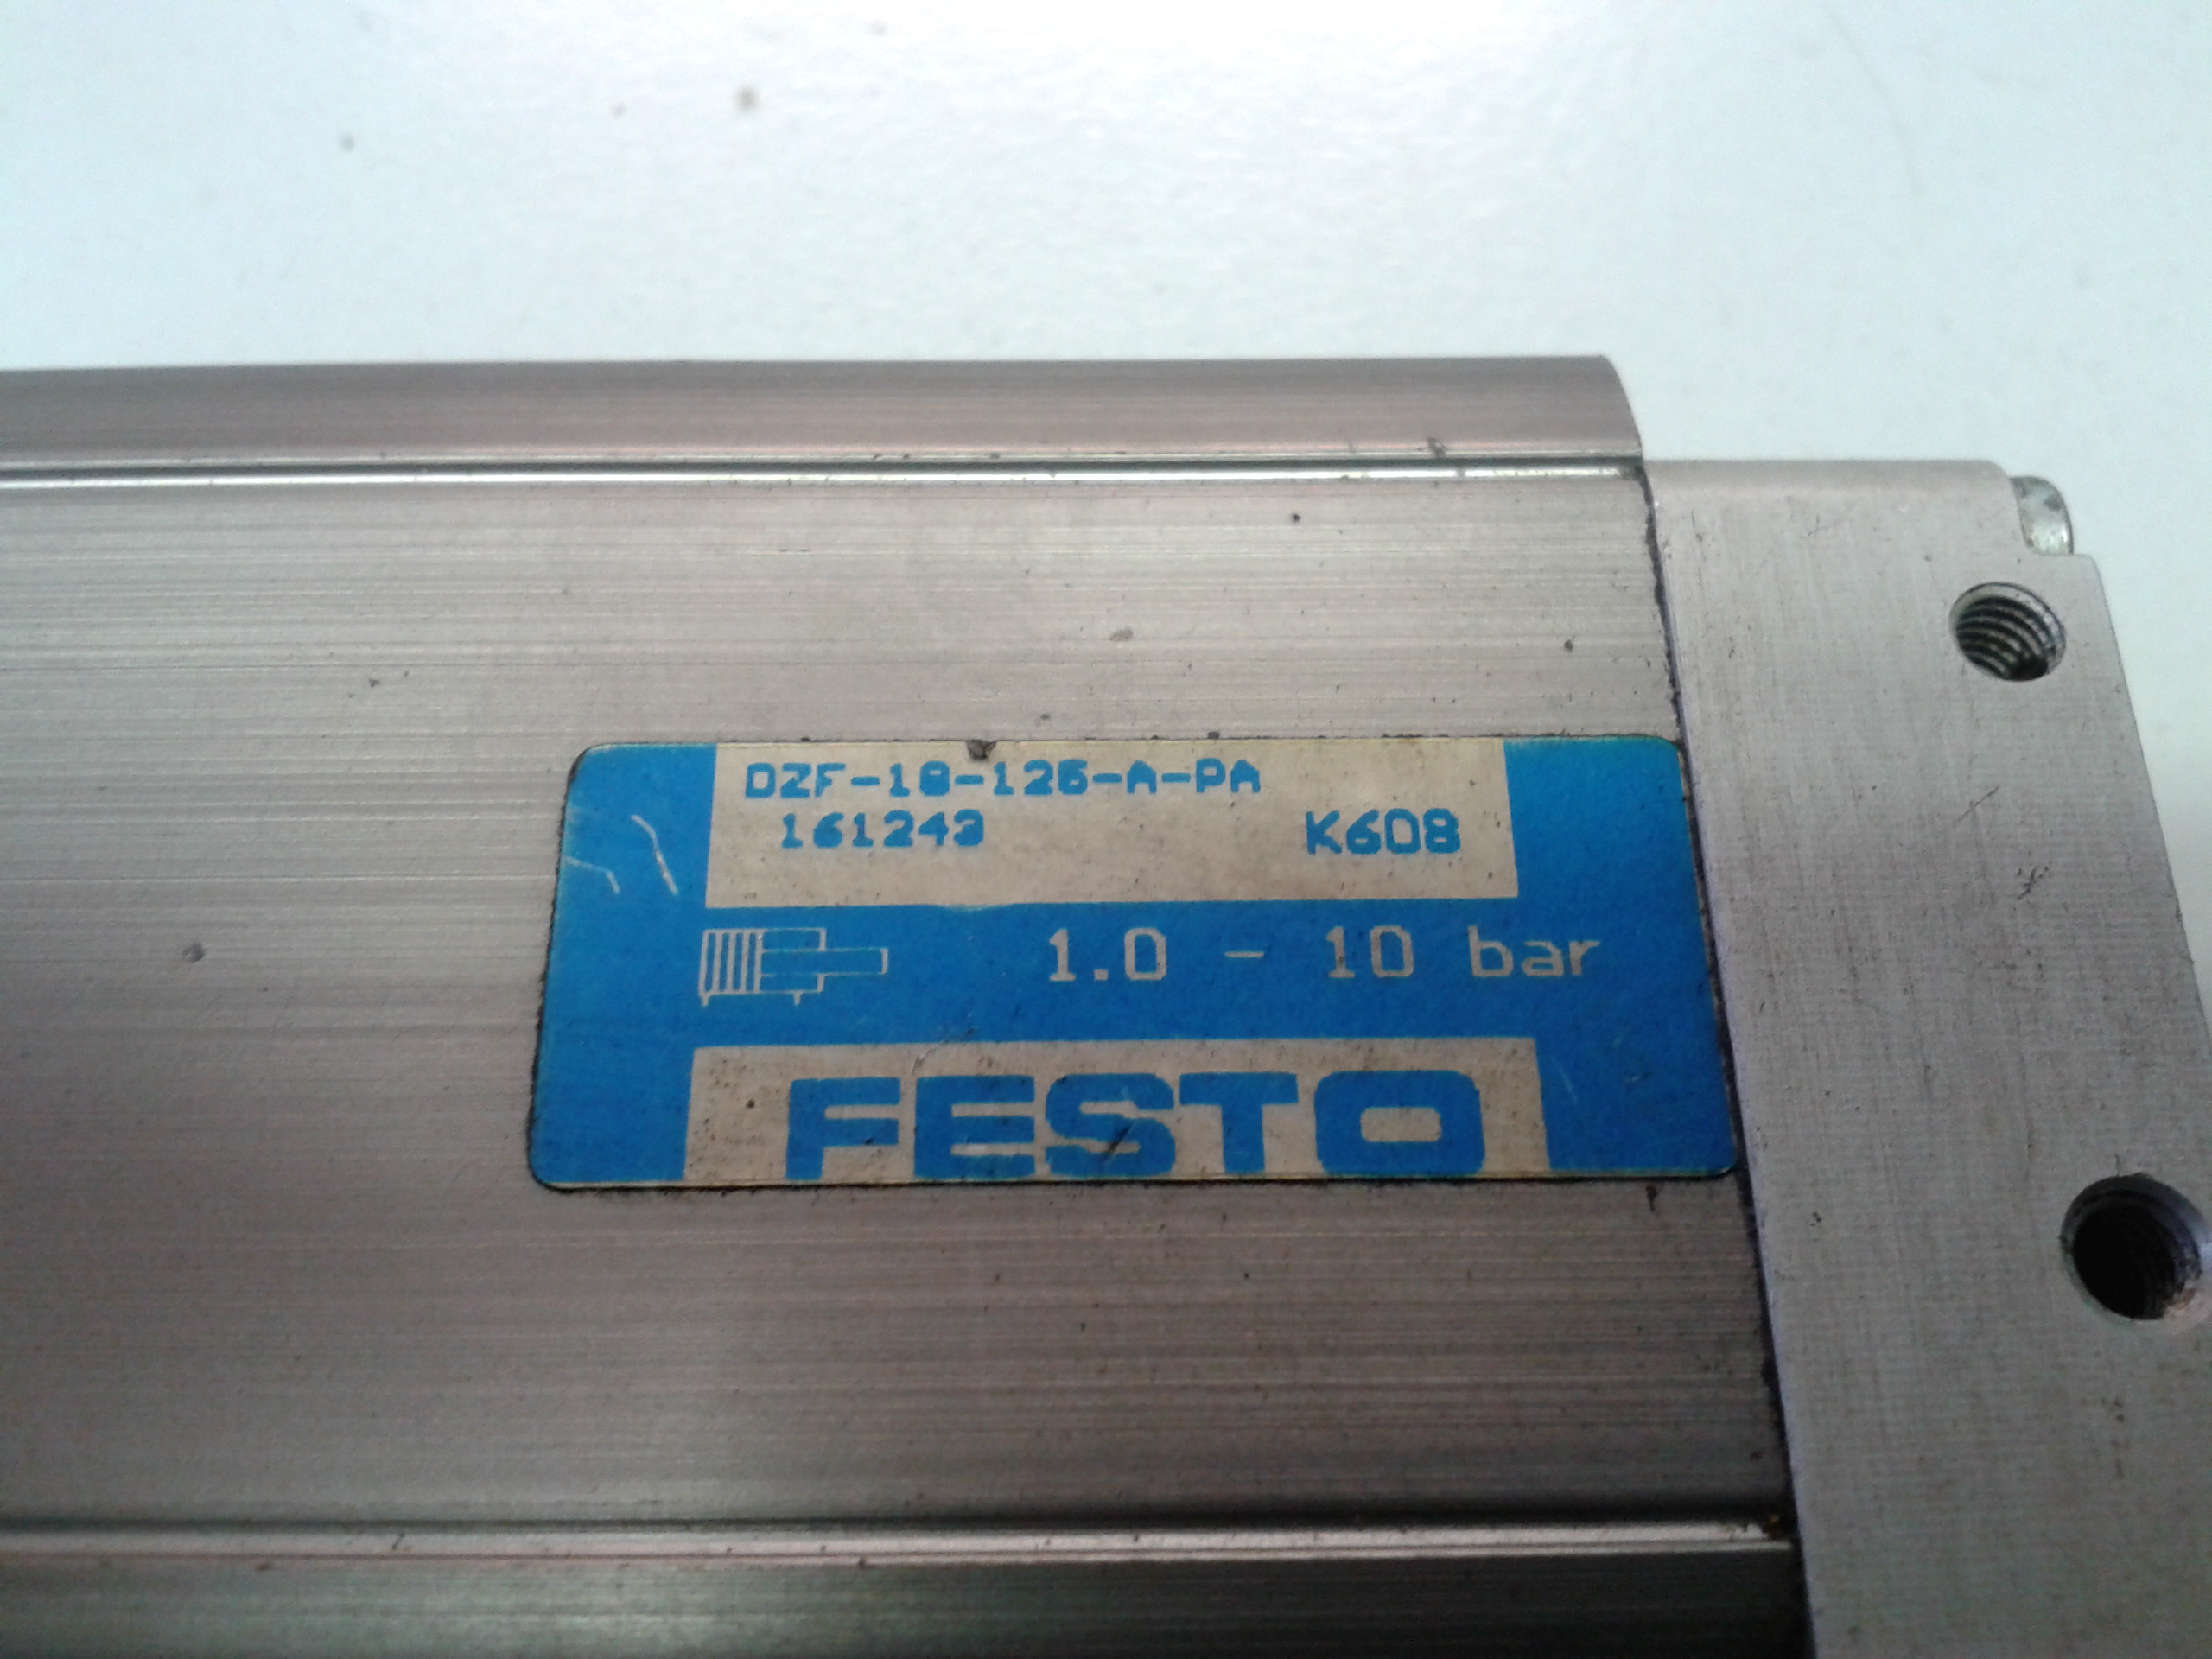 DZF-18-125-A-PA
161243 K608
1.0 - 10 bar
FESTO